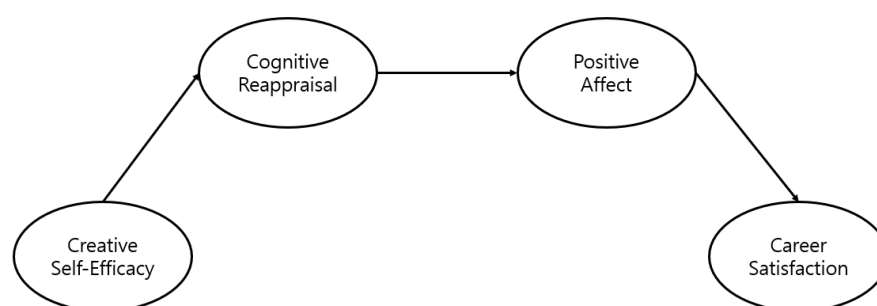 Cognitive
Reappraisal
Positive
Affect
Creative
Self-Efficacy
Career
Satisfaction